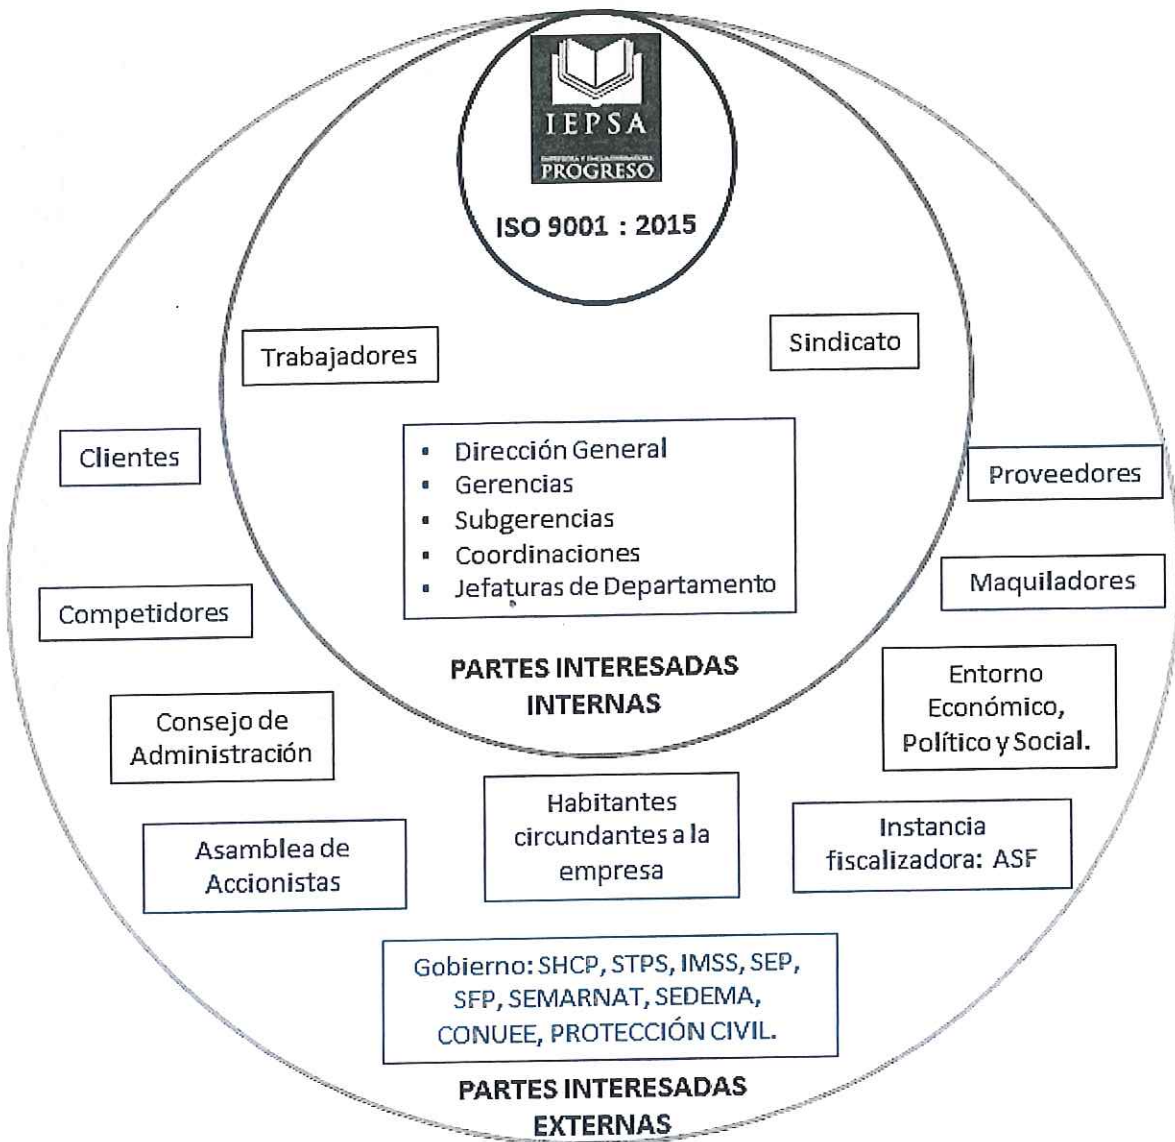 IEPSA
IMPRESORA Y ENCUADERNADORA
PROGRESO
ISO 9001 : 2015
Trabajadores
Sindicato
Clientes
▪ Dirección General
▪ Gerencias
▪ Subgerencias
▪ Coordinaciones
▪ Jefaturas de Departamento
Proveedores
Competidores
Maquiladores
PARTES INTERESADAS
INTERNAS
Consejo de
Administración
Entorno
Económico,
Político y Social.
Asamblea de
Accionistas
Habitantes
circundantes a la
empresa
Instancia
fiscalizadora: ASF
Gobierno: SHCP, STPS, IMSS, SEP,
SFP, SEMARNAT, SEDEMA,
CONUEE, PROTECCIÓN CIVIL.
PARTES INTERESADAS
EXTERNAS